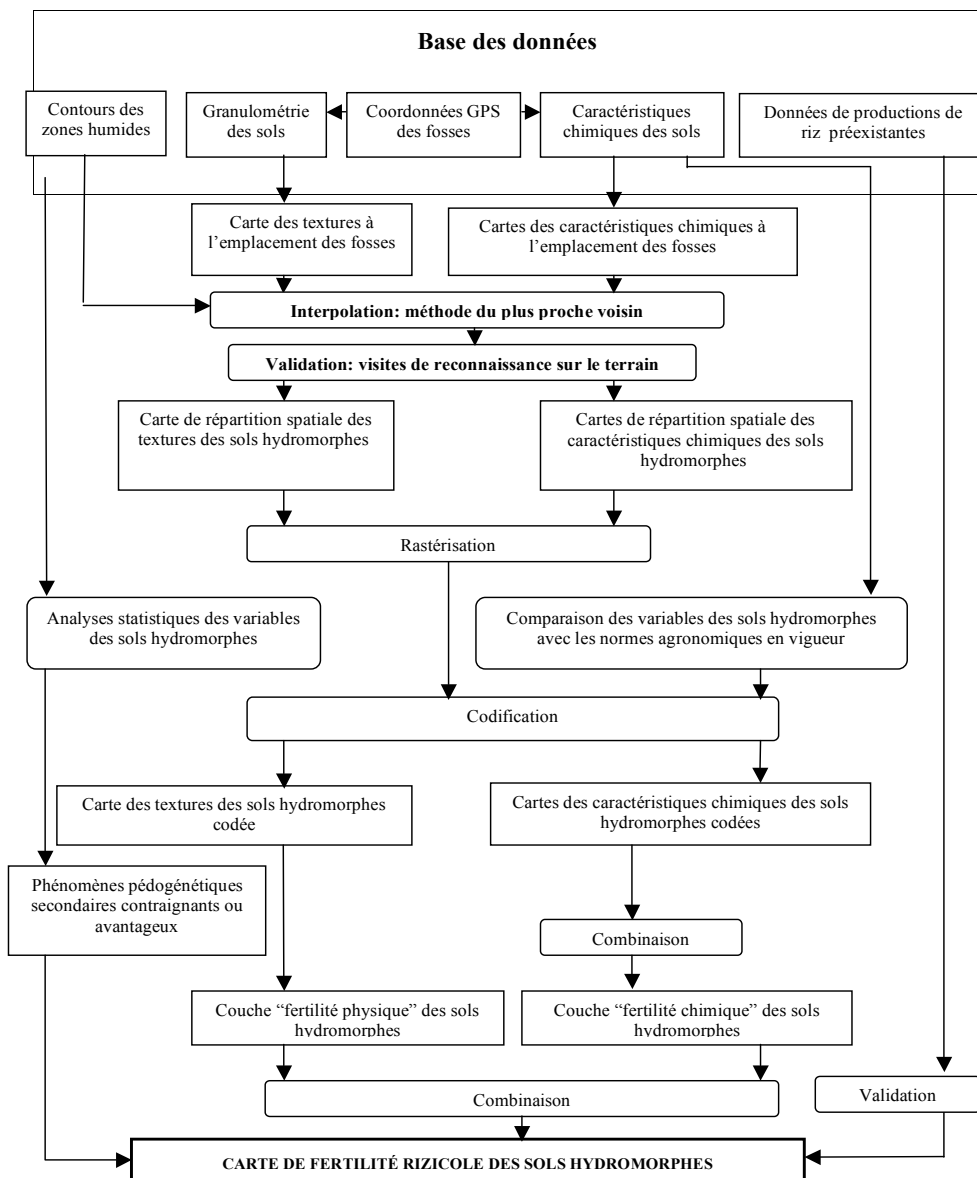 Base des données
Contours des
zones humides
Granulométrie
des sols
Coordonnées GPS
des fosses
Caractéristiques
chimiques des sols
Données de productions de
riz préexistantes
Carte des textures à
l’emplacement des fosses
Cartes des caractéristiques chimiques à
l’emplacement des fosses
Interpolation: méthode du plus proche voisin
Validation: visites de reconnaissance sur le terrain
Carte de répartition spatiale des
textures des sols hydromorphes
Cartes de répartition spatiale des
caractéristiques chimiques des sols
hydromorphes
Rastérisation
Analyses statistiques des variables
des sols hydromorphes
Comparaison des variables des sols hydromorphes
avec les normes agronomiques en vigueur
Codification
Carte des textures des sols hydromorphes
codée
Cartes des caractéristiques chimiques des sols
hydromorphes codées
Phénomènes pédogénétiques
secondaires contraignants ou
avantageux
Combinaison
Couche “fertilité physique” des sols
hydromorphes
Couche “fertilité chimique” des sols
hydromorphes
Combinaison
Validation
CARTE DE FERTILITÉ RIZICOLE DES SOLS HYDROMORPHES